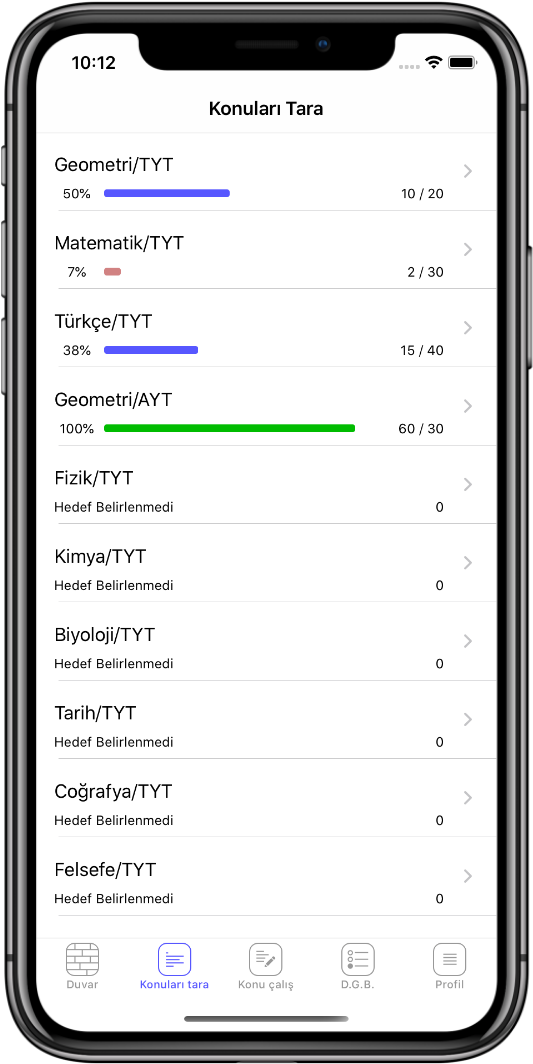 10:12
Konuları Tara
Geometri/TYT
50% 10 / 20
Matematik/TYT
7% 2 / 30
Türkçe/TYT
38% 15 / 40
Geometri/AYT
100% 60 / 30
Fizik/TYT
Hedef Belirlenmedi 0
Kimya/TYT
Hedef Belirlenmedi 0
Biyoloji/TYT
Hedef Belirlenmedi 0
Tarih/TYT
Hedef Belirlenmedi 0
Coğrafya/TYT
Hedef Belirlenmedi 0
Felsefe/TYT
Hedef Belirlenmedi 0
Duvar Konuları tara Konu çalış D.G.B. Profil